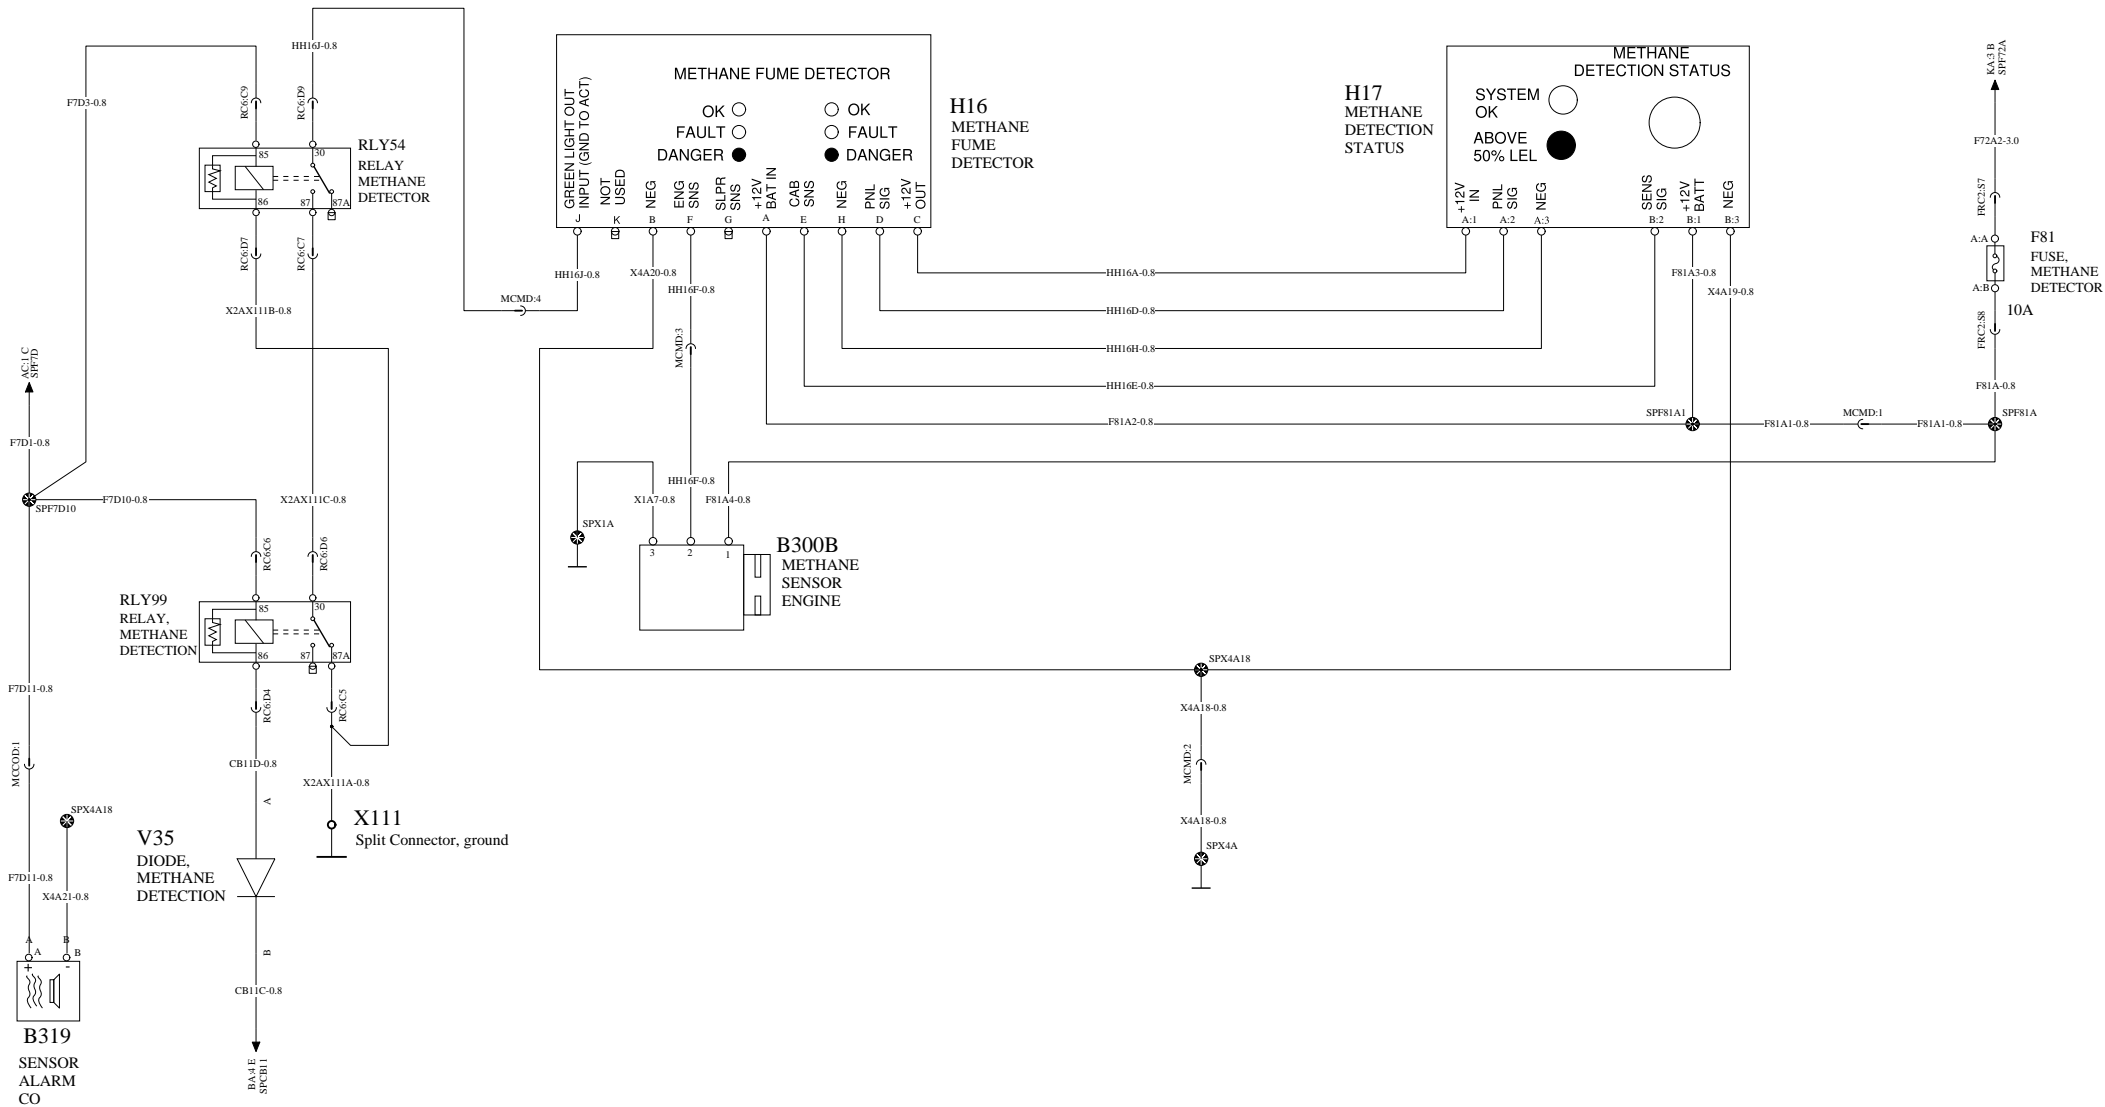 HH16J-0.8
F7D3-0.8
RC6:C9
RC6:D9
85
30
86
87
87A
RLY54
RELAY
METHANE
DETECTOR
RC6:D7
RC6:C7
X2AX111B-0.8
AC:1 C
SPF7D
F7D1-0.8
SPF7D10
F7D10-0.8
X2AX111C-0.8
RC6:C6
RC6:D6
RLY99
RELAY,
METHANE
DETECTION
85
30
86
87
87A
RC6:D4
RC6:C5
F7D11-0.8
MCCOD:1
CB11D-0.8
X2AX111A-0.8
A
X111
Split Connector, ground
SPX4A18
V35
DIODE,
METHANE
DETECTION
F7D11-0.8
X4A21-0.8
A
B
A
B
+
-
B
CB11C-0.8
B319
SENSOR
ALARM
CO
BA:4 E
SPCB11
METHANE FUME DETECTOR
OK
FAULT
DANGER
OK
FAULT
DANGER
GREEN LIGHT OUT
INPUT (GND TO ACT)
NOT
USED
NEG
ENG
SNS
SLPR
SNS
+12V
BAT IN
CAB
SNS
NEG
PNL
SIG
+12V
OUT
J
K
B
F
G
A
E
H
D
C
H16
METHANE
FUME
DETECTOR
HH16J-0.8
X4A20-0.8
HH16F-0.8
MCMD:4
MCMD:3
H17
METHANE
DETECTION
STATUS
METHANE
DETECTION STATUS
SYSTEM
OK
ABOVE
50% LEL
+12V
IN
PNL
SIG
NEG
SENS
SIG
+12V
BATT
NEG
A:1
A:2
A:3
B:2
B:1
B:3
HH16A-0.8
F81A3-0.8
X4A19-0.8
HH16D-0.8
HH16H-0.8
HH16E-0.8
F81A2-0.8
SPF81A1
F81A1-0.8
MCMD:1
F81A1-0.8
SPF81A
KA:3 B
SPF72A
F72A2-3.0
FRC2:S7
A:A
F81
FUSE,
METHANE
DETECTOR
A:B
10A
FRC2:S8
F81A-0.8
HH16F-0.8
X1A7-0.8
F81A4-0.8
SPX1A
3
2
1
B300B
METHANE
SENSOR
ENGINE
SPX4A18
X4A18-0.8
MCMD:2
X4A18-0.8
SPX4A